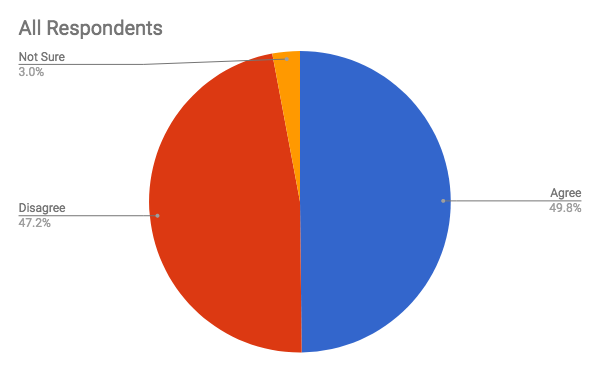 All Respondents
Not Sure
3.0%
Agree
49.8%
Disagree
47.2%